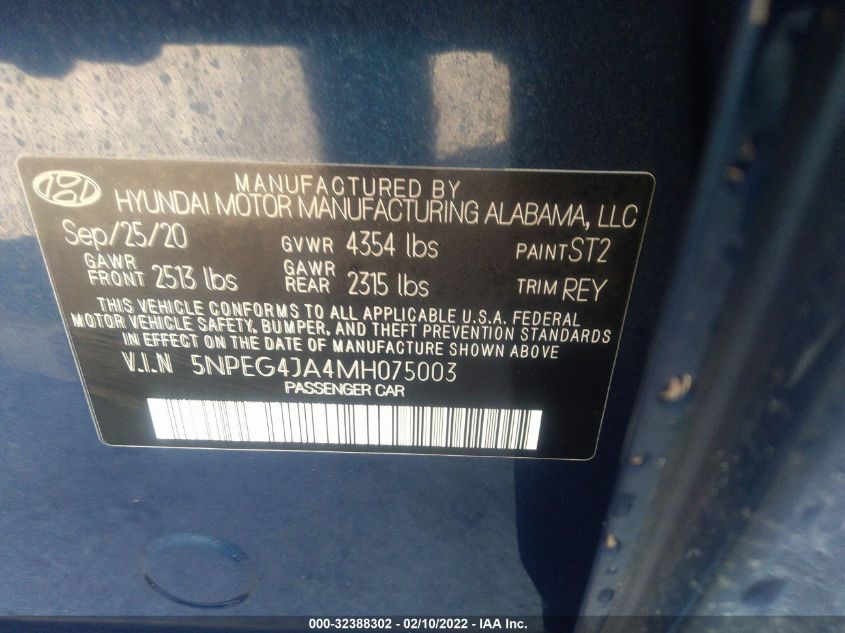 MANUFACTURED BY
HYUNDAI MOTOR MANUFACTURING ALABAMA, LLC
Sep/25/20 GVWR 4354 lbs PAINT ST2
GAWR FRONT 2513 lbs GAWR REAR 2315 lbs TRIM REY
THIS VEHICLE CONFORMS TO ALL APPLICABLE U.S.A. FEDERAL
MOTOR VEHICLE SAFETY, BUMPER, AND THEFT PREVENTION STANDARDS
IN EFFECT ON THE DATE OF MANUFACTURE SHOWN ABOVE
V.I.N 5NPEG4JA4MH075003
PASSENGER CAR
000-32388302 - 02/10/2022 - IAA Inc.